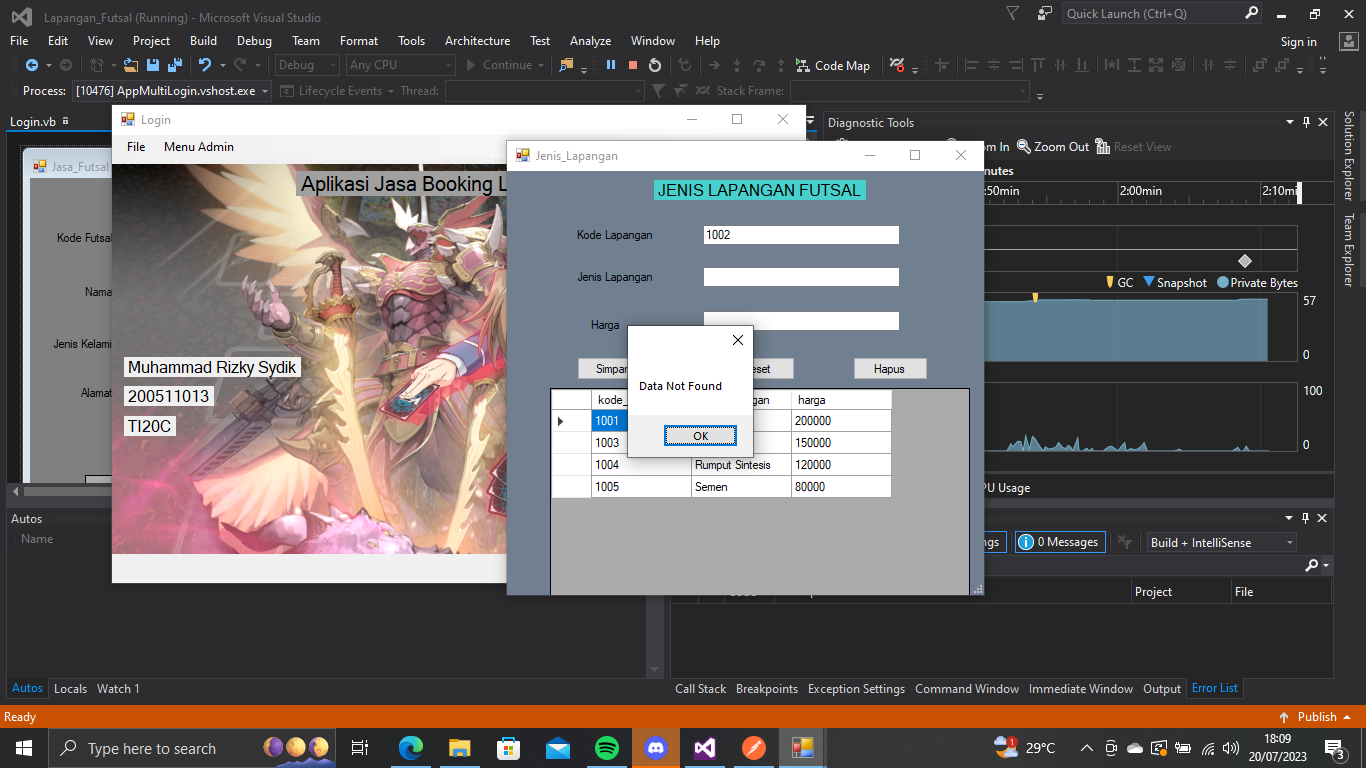 Lapangan_Futsal (Running) - Microsoft Visual Studio
Quick Launch (Ctrl+Q)
File Edit View Project Build Debug Team Format Tools Architecture Test Analyze Window Help
Sign in
Debug Any CPU Continue Code Map
Process: [10476] AppMultiLogin.vshost.exe Lifecycle Events Thread: Stack Frame:
Login.vb
Jasa_Futsal
Kode Futsal
Nama
Jenis Kelami
Alamat
Login
File Menu Admin
Aplikasi Jasa Booking L
Muhammad Rizky Sydik
200511013
TI20C
Jenis_Lapangan
JENIS LAPANGAN FUTSAL
Kode Lapangan 1002
Jenis Lapangan
Harga
Simpan eset Hapus
Data Not Found
OK
kode_ ngan harga
1001 200000
1003 150000
1004 Rumput Sintesis 120000
1005 Semen 80000
Diagnostic Tools
m In Zoom Out Reset View
nutes
:50min 2:00min 2:10mi
GC Snapshot Private Bytes
57
0
100
0
PU Usage
Solution Explorer
Team Explorer
Autos
Name
ngs 0 Messages Build + IntelliSense
Project File
Autos Locals Watch 1
Call Stack Breakpoints Exception Settings Command Window Immediate Window Output Error List
Ready
Publish
Type here to search
1
29°C
18:09
20/07/2023
3